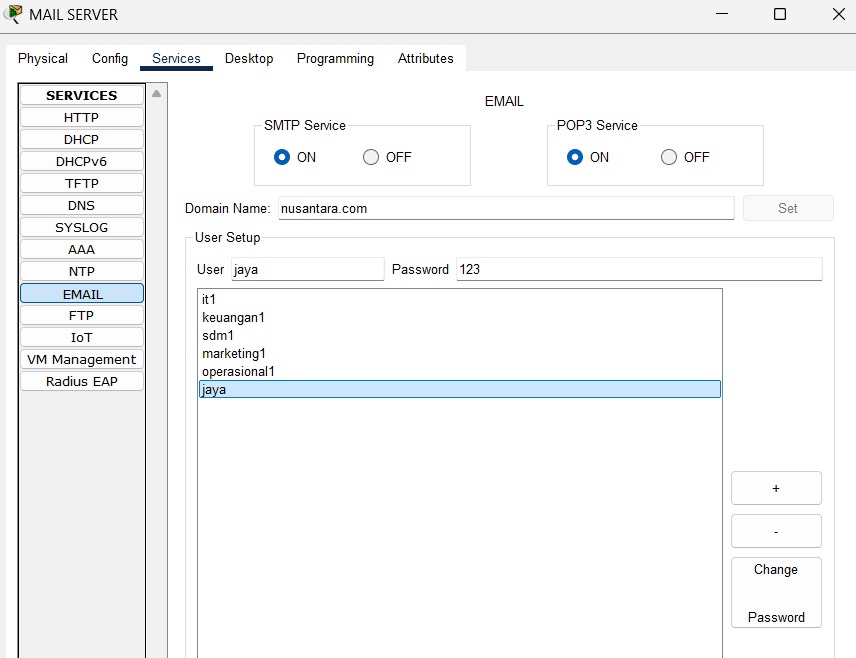 MAIL SERVER
Physical Config Services Desktop Programming Attributes
SERVICES
HTTP
DHCP
DHCPv6
TFTP
DNS
SYSLOG
AAA
NTP
EMAIL
FTP
IoT
VM Management
Radius EAP
EMAIL
SMTP Service
ON OFF
POP3 Service
ON OFF
Domain Name: nusantara.com Set
User Setup
User jaya Password 123
it1
keuangan1
sdm1
marketing1
operasional1
jaya
+
-
Change
Password